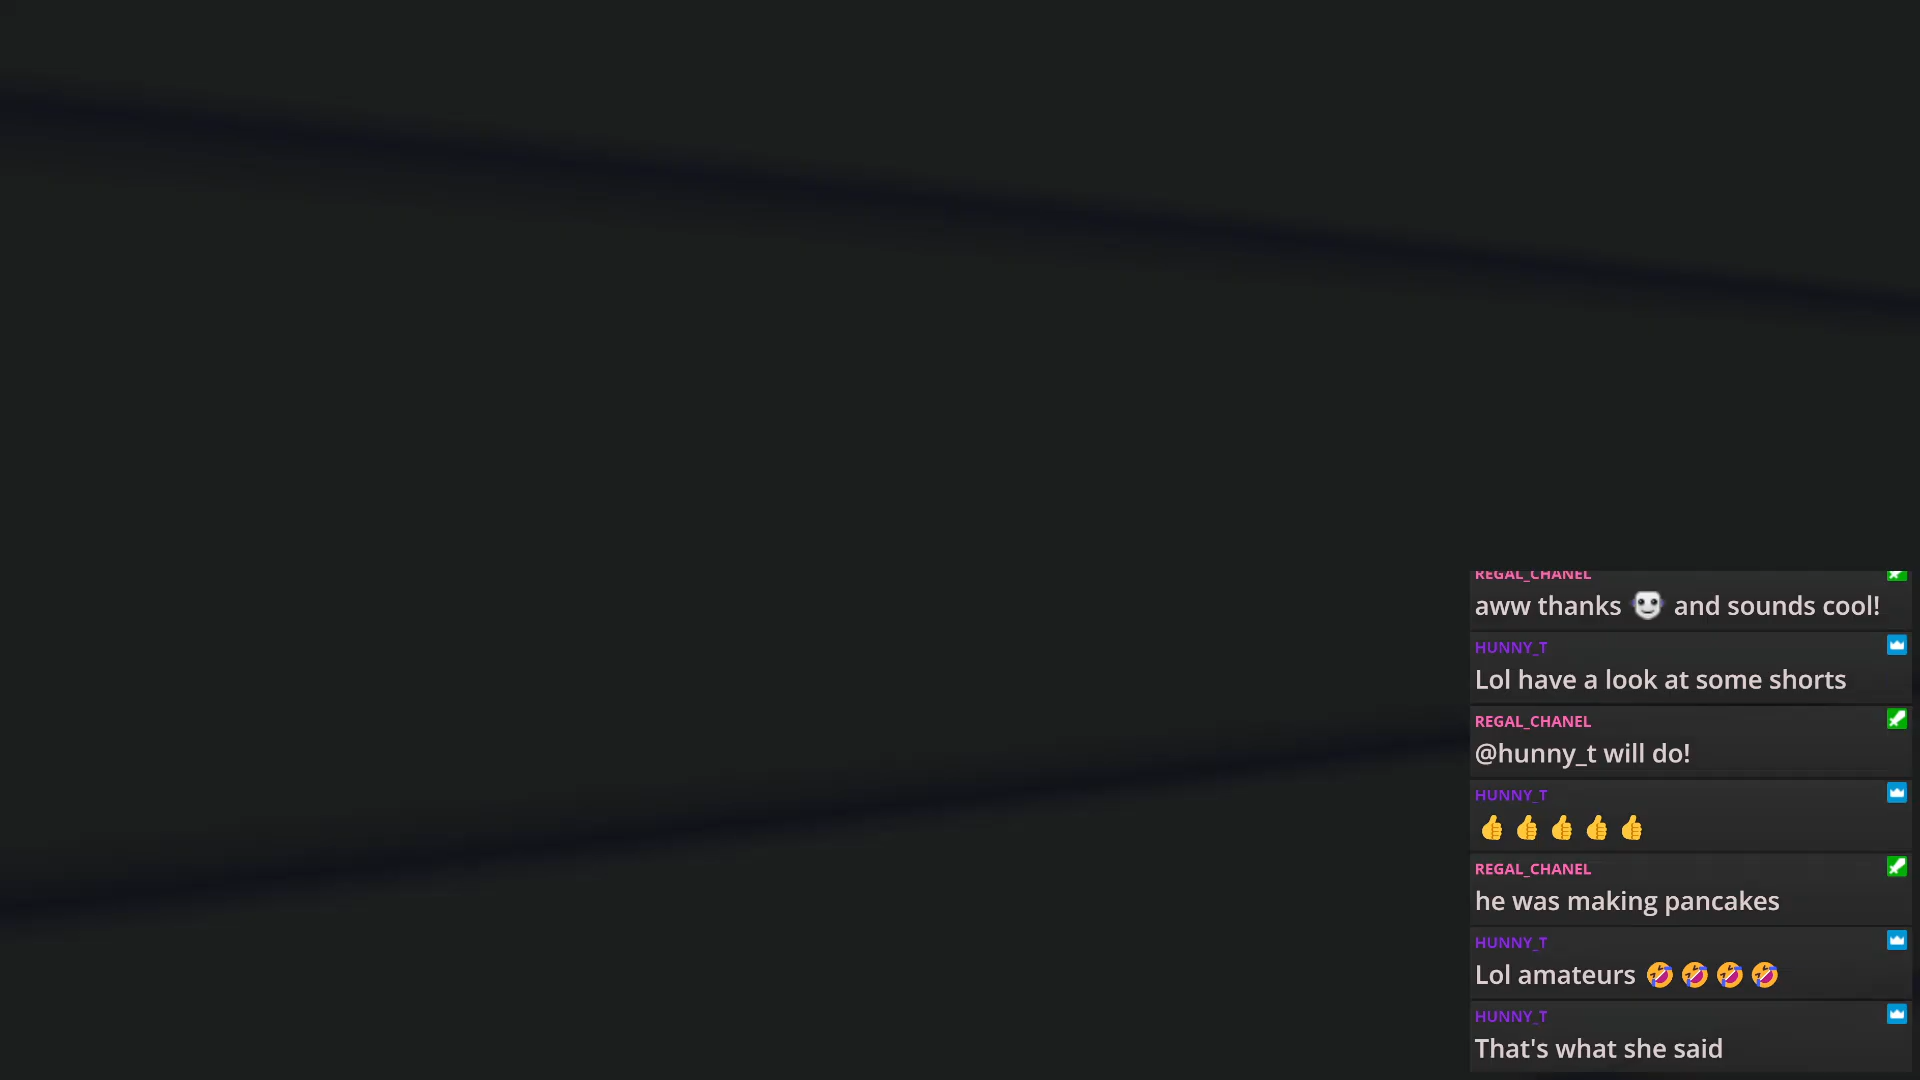 REGAL_CHANEL
aww thanks and sounds cool!
HUNNY_T
Lol have a look at some shorts
REGAL_CHANEL
@hunny_t will do!
HUNNY_T
👍 👍 👍 👍 👍
REGAL_CHANEL
he was making pancakes
HUNNY_T
Lol amateurs 🤣 🤣 🤣 🤣
HUNNY_T
That's what she said